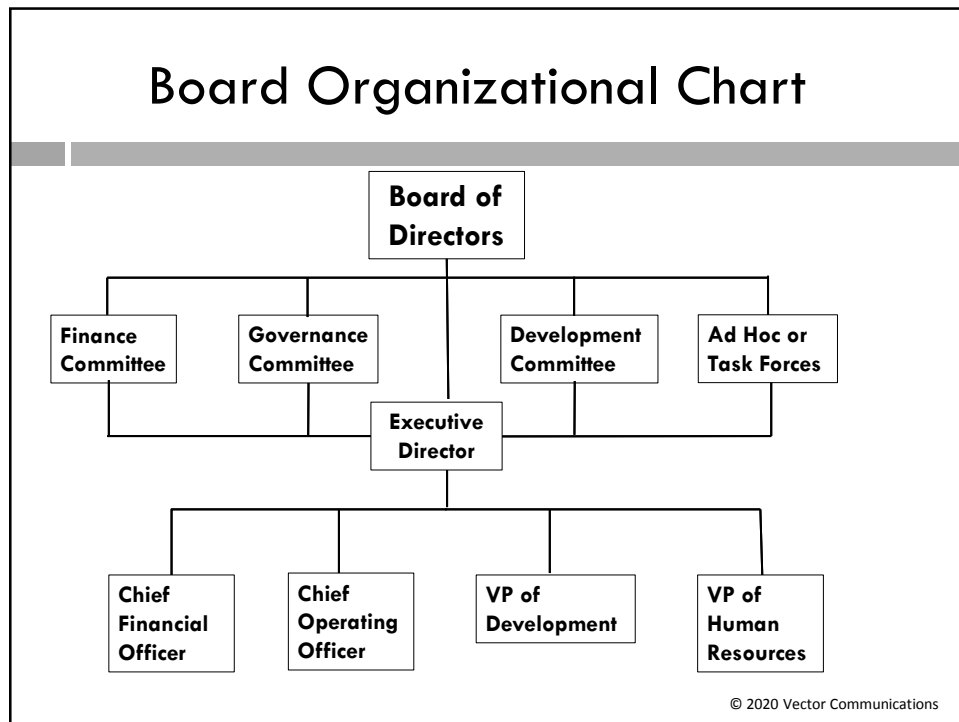 Board Organizational Chart
Board of
Directors
Finance
Committee
Governance
Committee
Development
Committee
Ad Hoc or
Task Forces
Executive
Director
Chief
Financial
Officer
Chief
Operating
Officer
VP of
Development
VP of
Human
Resources
© 2020 Vector Communications